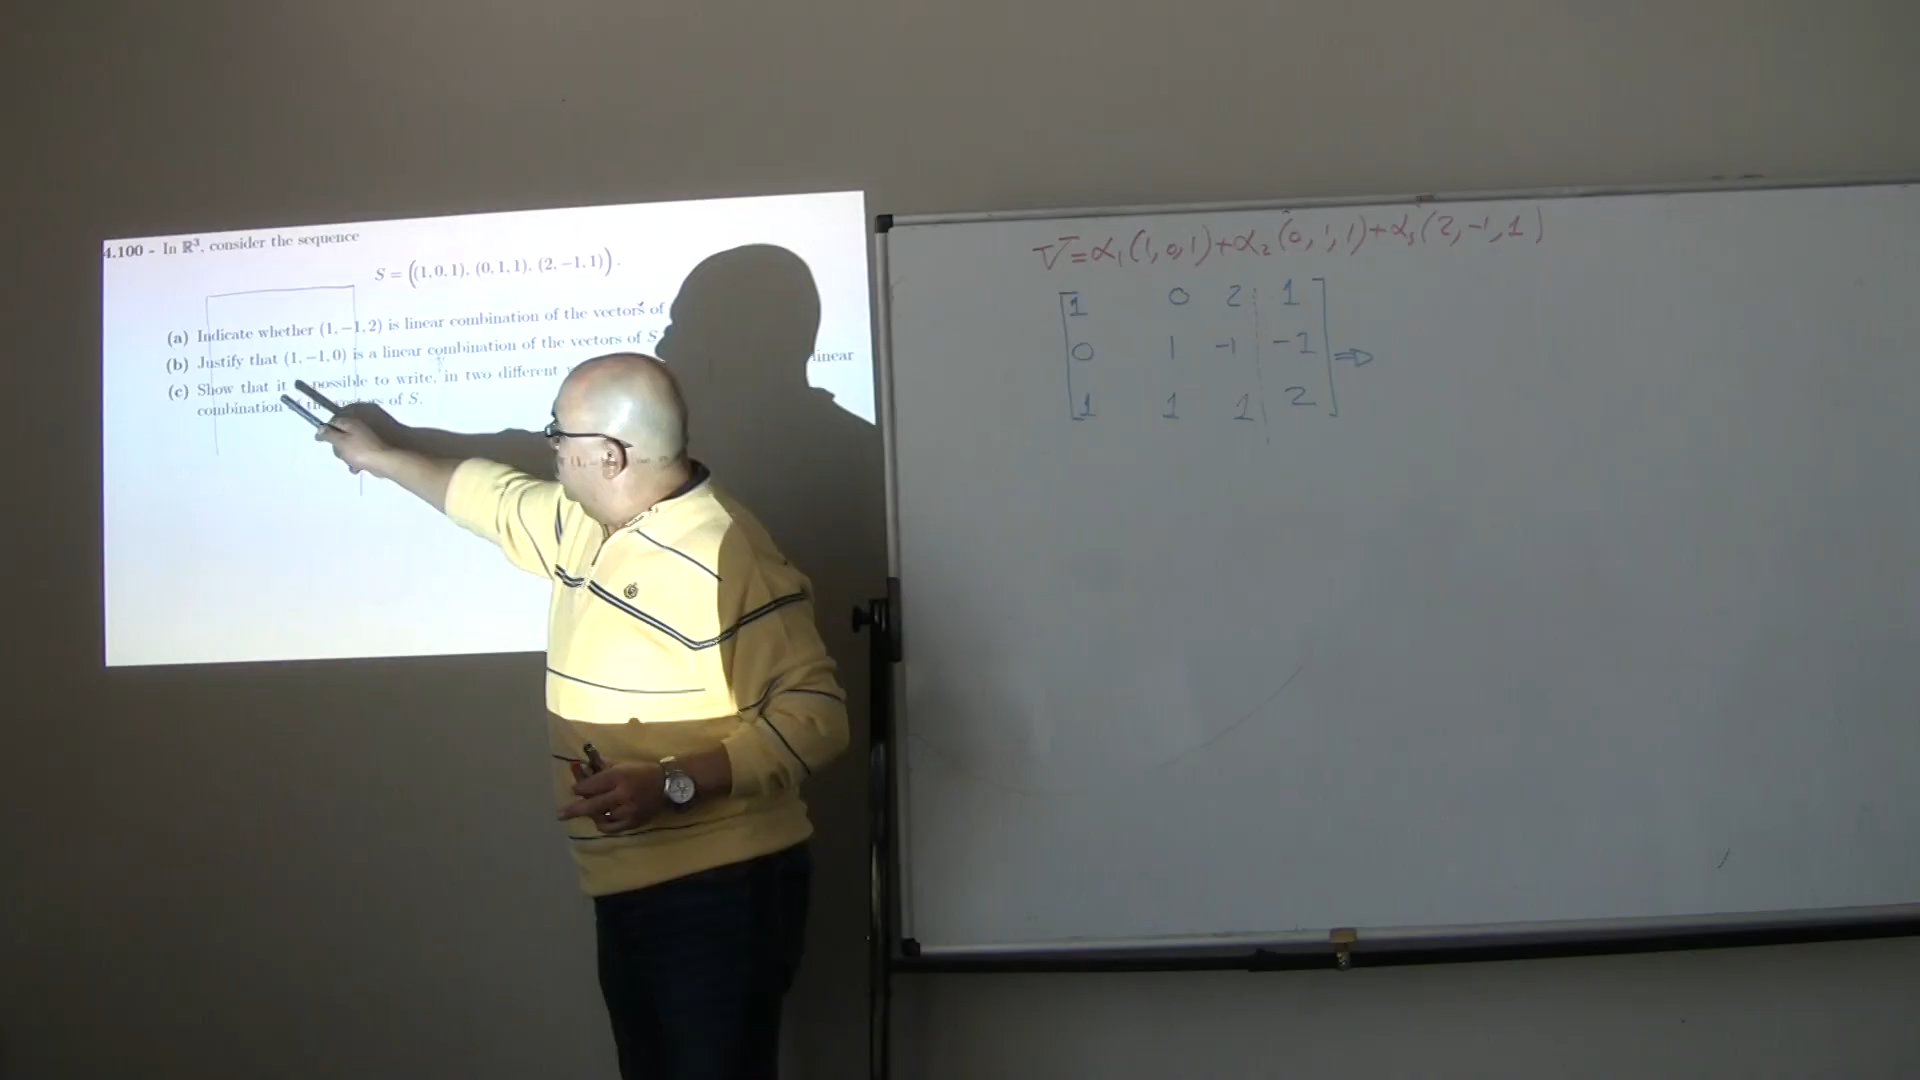 4.100 - In ℝ³, consider the sequence
S = ((1, 0, 1), (0, 1, 1), (2, −1, 1)).
(a) Indicate whether (1, −1, 2) is linear combination of the vectors of
(b) Justify that (1, −1, 0) is a linear combination of the vectors of S
(c) Show that it possible to write, in two different linear
combination of the vectors of S.
V=α₁(1,0,1)+α₂(0,1,1)+α₃(2,-1,1)
1 0 2 1
0 1 -1 -1 ⇒
1 1 1 2